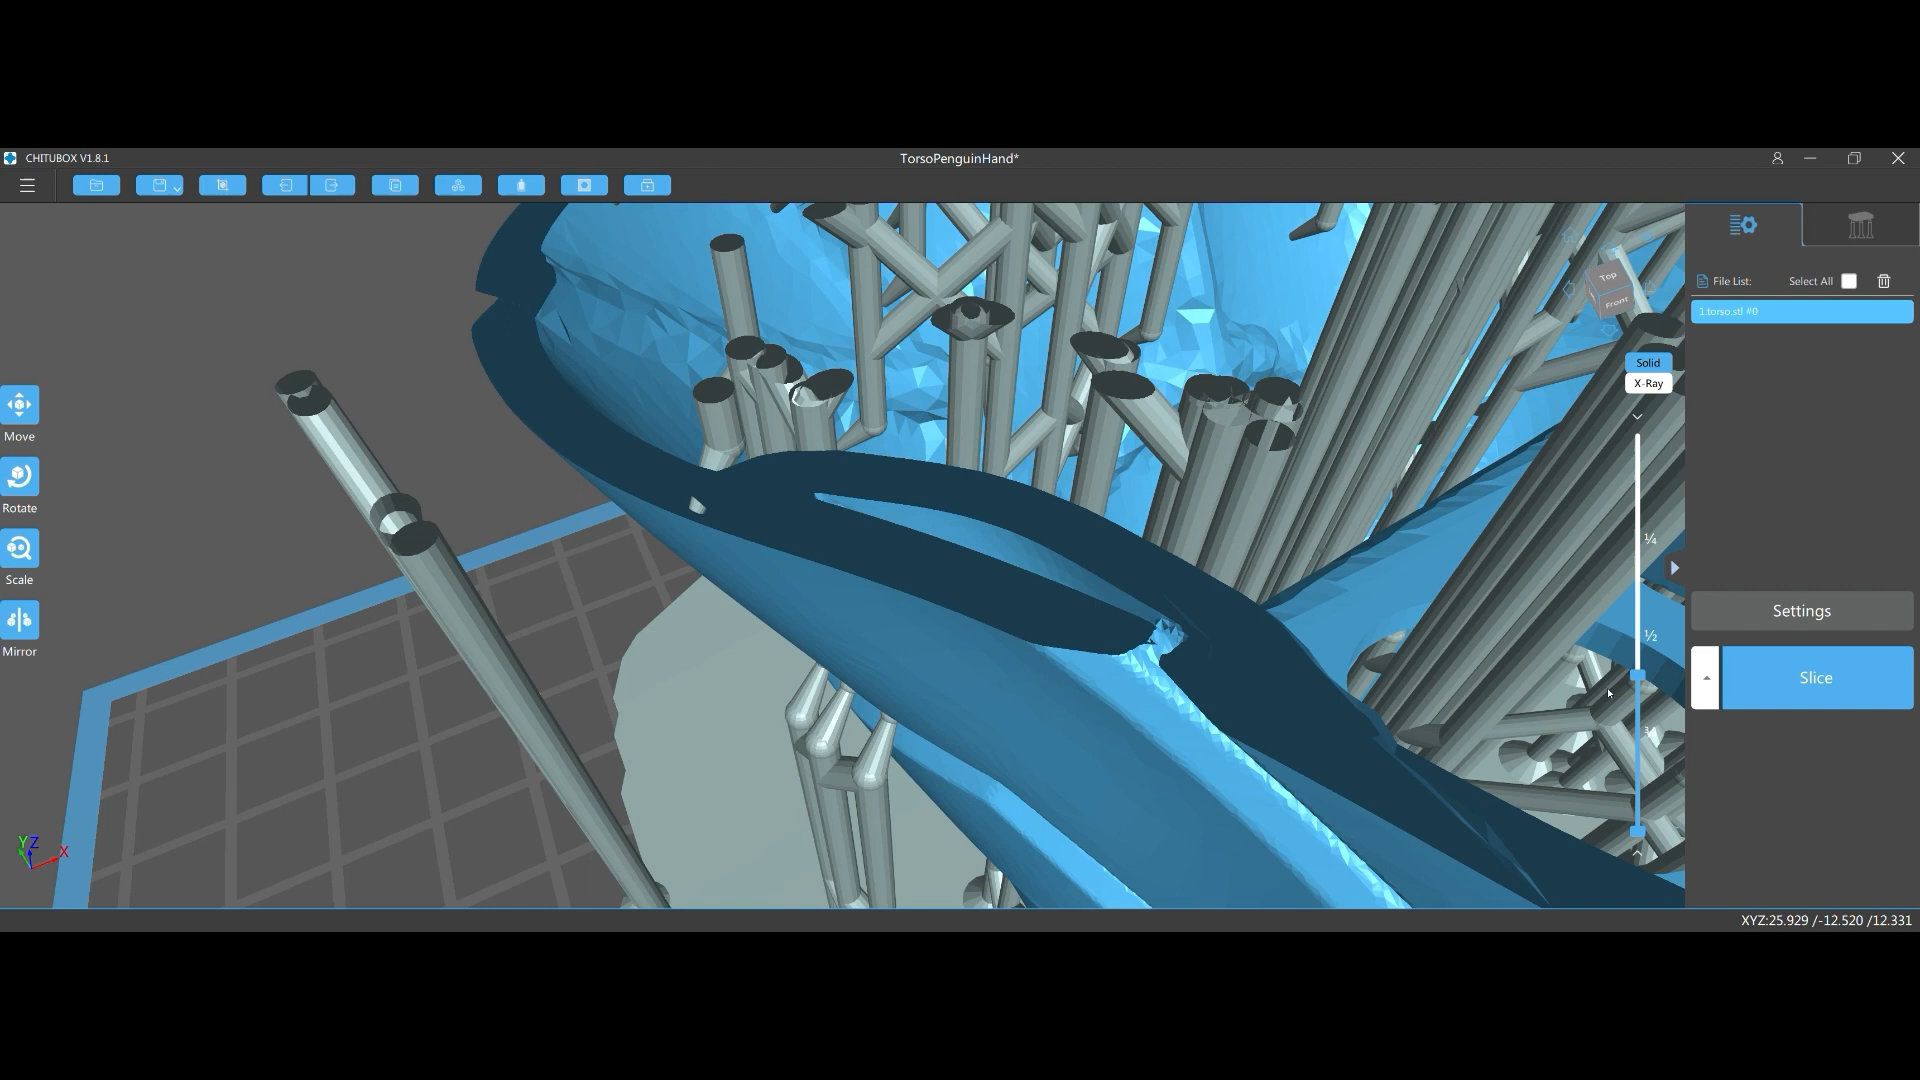 CHITUBOX V1.8.1
TorsoPenguinHand*
File List:
Select All
1:torso.stl #0
Top
Front
Solid
X-Ray
Move
Rotate
Scale
Mirror
¼
½
Settings
Slice
Y Z X
XYZ:25.929 /-12.520 /12.331